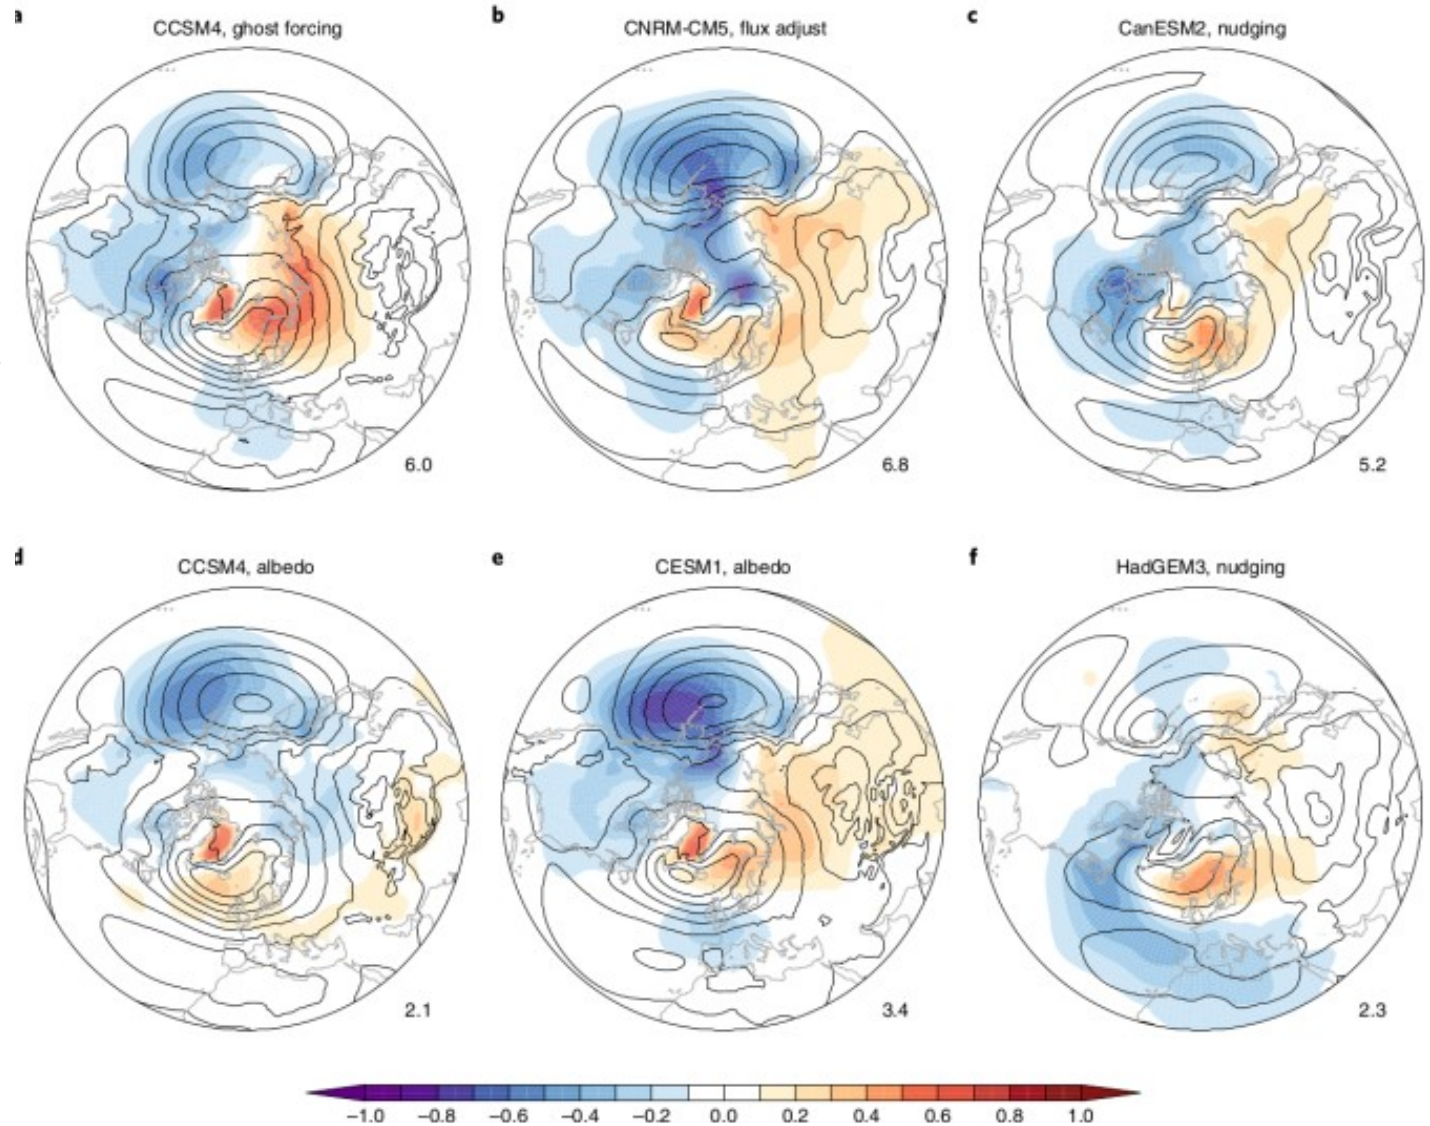 a
CCSM4, ghost forcing
b
CNRM-CM5, flux adjust
c
CanESM2, nudging
6.0
6.8
5.2
d
CCSM4, albedo
e
CESM1, albedo
f
HadGEM3, nudging
2.1
3.4
2.3
−1.0 −0.8 −0.6 −0.4 −0.2 0.0 0.2 0.4 0.6 0.8 1.0